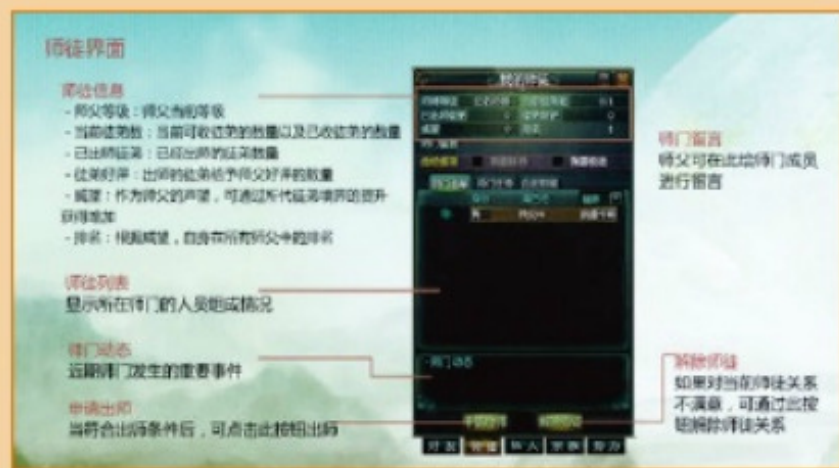 师徒界面
师徒信息
- 师父等级：师父当前等级
- 当前徒弟数：当前可收徒弟的数量以及已收徒弟的数量
- 已出师徒弟：已经出师的徒弟数量
- 徒弟好评：出师的徒弟给予师父好评的数量
- 威望：作为师父的声望，可通过所代徒弟境界的提升
获得增加
- 排名：根据威望，自身在所有师父中的排名
师徒列表
显示所在师门的人员组成情况
师门动态
近期师门发生的重要事件
申请出师
当符合出师条件后，可点击此按钮出师
威望
师门动态
好友
师门留言
师父可在此给师门成员
进行留言
解除师徒
如果对当前师徒关系
不满意，可通过此按
钮解除师徒关系